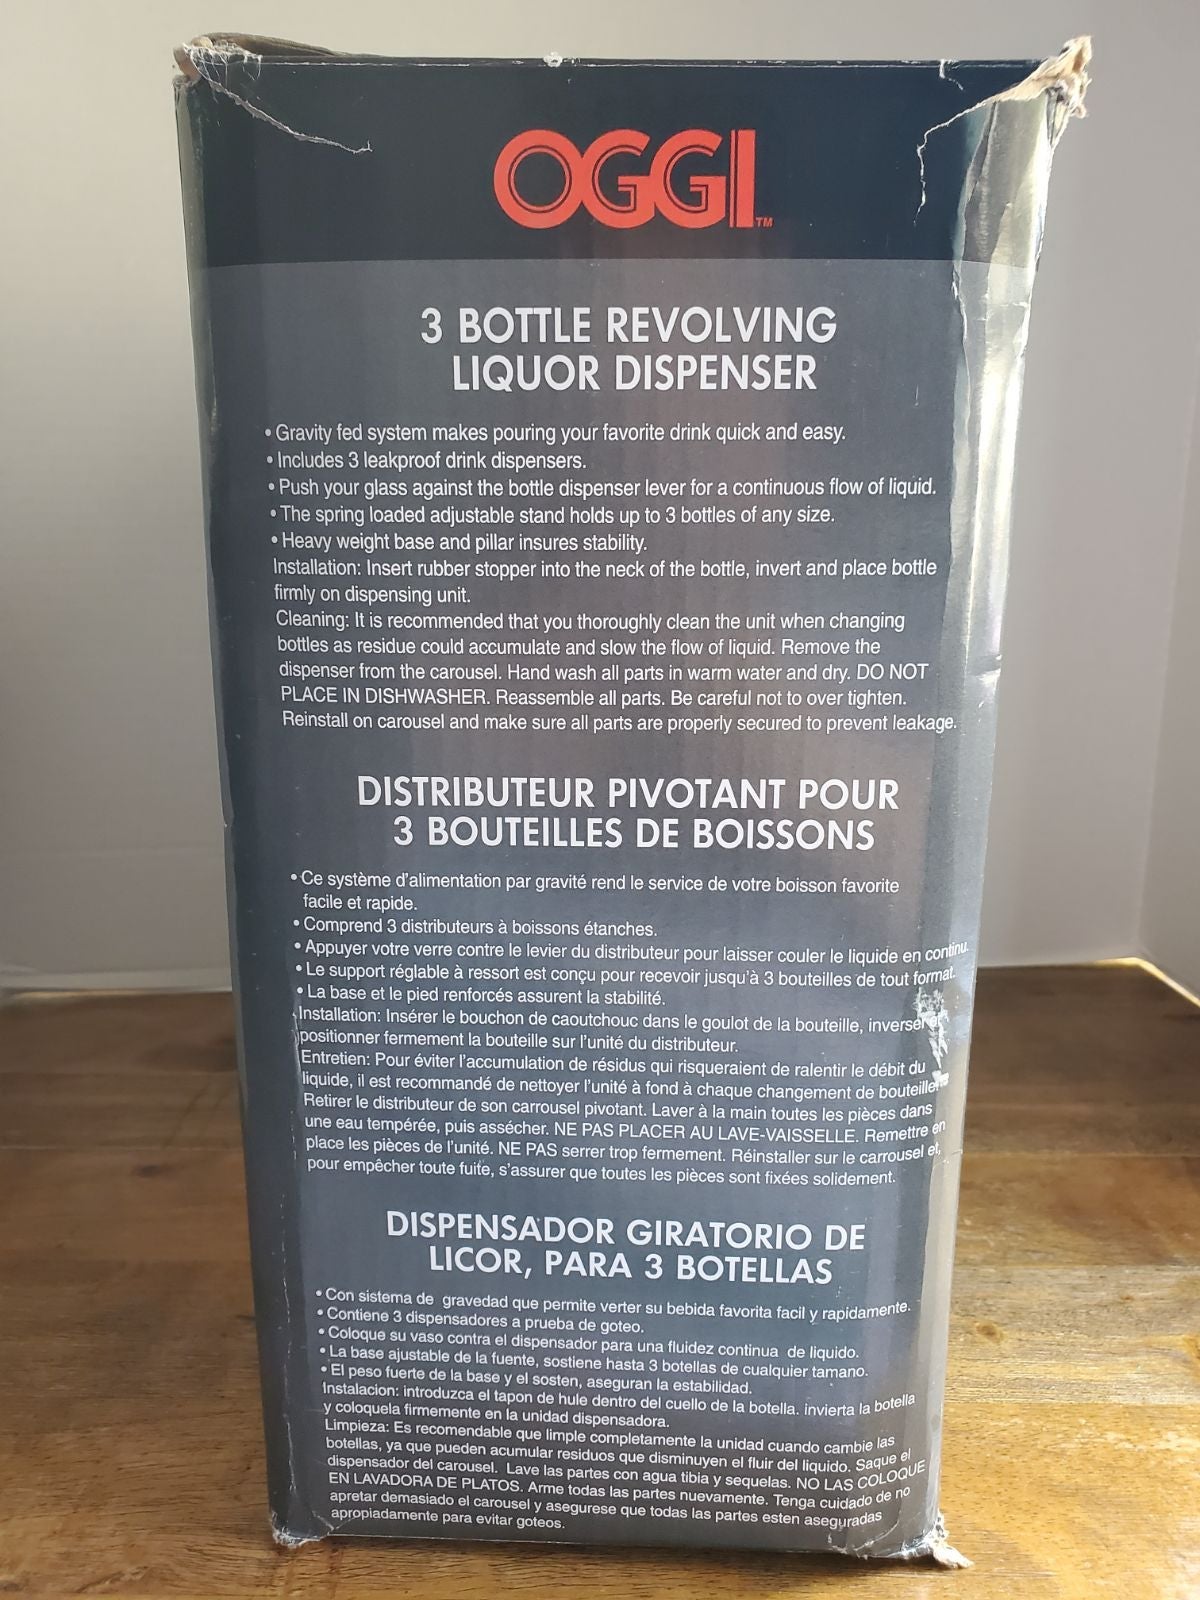 OGGI™
3 BOTTLE REVOLVING
LIQUOR DISPENSER
• Gravity fed system makes pouring your favorite drink quick and easy.
• Includes 3 leakproof drink dispensers.
• Push your glass against the bottle dispenser lever for a continuous flow of liquid.
• The spring loaded adjustable stand holds up to 3 bottles of any size.
• Heavy weight base and pillar insures stability.
Installation: Insert rubber stopper into the neck of the bottle, invert and place bottle
firmly on dispensing unit.
Cleaning: It is recommended that you thoroughly clean the unit when changing
bottles as residue could accumulate and slow the flow of liquid. Remove the
dispenser from the carousel. Hand wash all parts in warm water and dry. DO NOT
PLACE IN DISHWASHER. Reassemble all parts. Be careful not to over tighten.
Reinstall on carousel and make sure all parts are properly secured to prevent leakage.
DISTRIBUTEUR PIVOTANT POUR
3 BOUTEILLES DE BOISSONS
• Ce système d'alimentation par gravité rend le service de votre boisson favorite
facile et rapide.
• Comprend 3 distributeurs à boissons étanches.
• Appuyer votre verre contre le levier du distributeur pour laisser couler le liquide en continu.
• Le support réglable à ressort est conçu pour recevoir jusqu'à 3 bouteilles de tout format.
• La base et le pied renforcés assurent la stabilité.
Installation: Insérer le bouchon de caoutchouc dans le goulot de la bouteille, inverser et
positionner fermement la bouteille sur l'unité du distributeur.
Entretien: Pour éviter l'accumulation de résidus qui risqueraient de ralentir le débit du
liquide, il est recommandé de nettoyer l'unité à fond à chaque changement de bouteille.
Retirer le distributeur de son carrousel pivotant. Laver à la main toutes les pièces dans
une eau tempérée, puis assécher. NE PAS PLACER AU LAVE-VAISSELLE. Remettre en
place les pièces de l'unité. NE PAS serrer trop fermement. Réinstaller sur le carrousel et,
pour empêcher toute fuite, s'assurer que toutes les pièces sont fixées solidement.
DISPENSADOR GIRATORIO DE
LICOR, PARA 3 BOTELLAS
• Con sistema de gravedad que permite verter su bebida favorita facil y rapidamente.
• Contiene 3 dispensadores a prueba de goteo.
• Coloque su vaso contra el dispensador para una fluidez continua de liquido.
• La base ajustable de la fuente, sostiene hasta 3 botellas de cualquier tamano.
• El peso fuerte de la base y el sosten, aseguran la estabilidad.
Instalacion: introduzca el tapon de hule dentro del cuello de la botella. invierta la botella
y coloquela firmemente en la unidad dispensadora.
Limpieza: Es recomendable que limple completamente la unidad cuando cambie las
botellas, ya que pueden acumular residuos que disminuyen el fluir del liquido. Saque el
dispensador del carousel. Lave las partes con agua tibia y sequelas. NO LAS COLOQUE
EN LAVADORA DE PLATOS. Arme todas las partes nuevamente. Tenga cuidado de no
apretar demasiado el carousel y asegurese que todas las partes esten aseguradas
apropiadamente para evitar goteos.